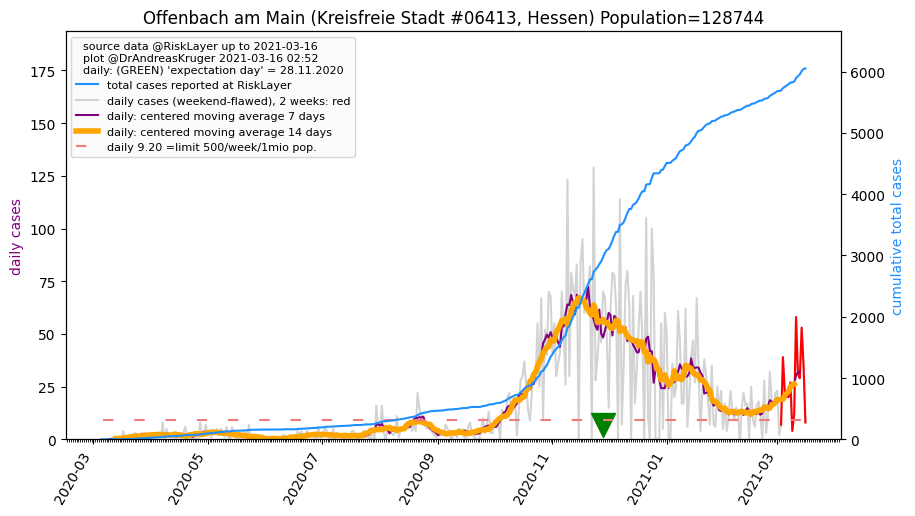 Offenbach am Main (Kreisfreie Stadt #06413, Hessen) Population=128744
source data @RiskLayer up to 2021-03-16
plot @DrAndreasKruger 2021-03-16 02:52
daily: (GREEN) 'expectation day' = 28.11.2020
total cases reported at RiskLayer
daily cases (weekend-flawed), 2 weeks: red
daily: centered moving average 7 days
daily: centered moving average 14 days
daily 9.20 =limit 500/week/1mio pop.
daily cases
175
150
125
100
75
50
25
0
6000
5000
4000
3000
2000
1000
0
cumulative total cases
2020-03
2020-05
2020-07
2020-09
2020-11
2021-01
2021-03